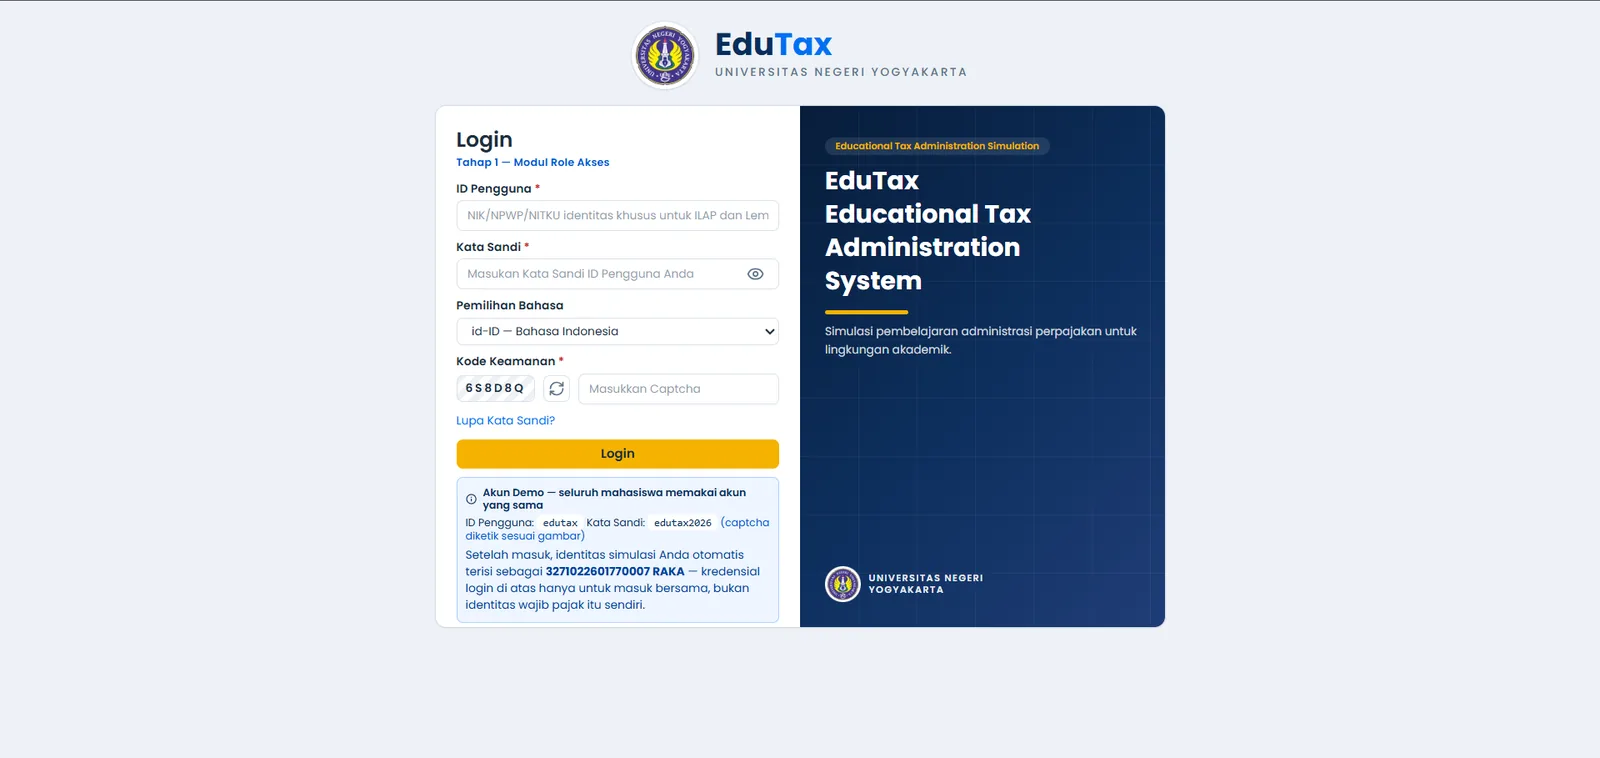 EduTax
UNIVERSITAS NEGERI YOGYAKARTA
Login
Tahap 1 — Modul Role Akses
ID Pengguna *
NIK/NPWP/NITKU identitas khusus untuk ILAP dan Lem
Kata Sandi *
Masukan Kata Sandi ID Pengguna Anda
Pemilihan Bahasa
id-ID — Bahasa Indonesia
Kode Keamanan *
6S8D8Q
Masukkan Captcha
Lupa Kata Sandi?
Login
Akun Demo — seluruh mahasiswa memakai akun
yang sama
ID Pengguna: edutax Kata Sandi: edutax2026 (captcha
diketik sesuai gambar)
Setelah masuk, identitas simulasi Anda otomatis
terisi sebagai 3271022601770007 RAKA — kredensial
login di atas hanya untuk masuk bersama, bukan
identitas wajib pajak itu sendiri.
Educational Tax Administration Simulation
EduTax
Educational Tax
Administration
System
Simulasi pembelajaran administrasi perpajakan untuk
lingkungan akademik.
UNIVERSITAS NEGERI
YOGYAKARTA